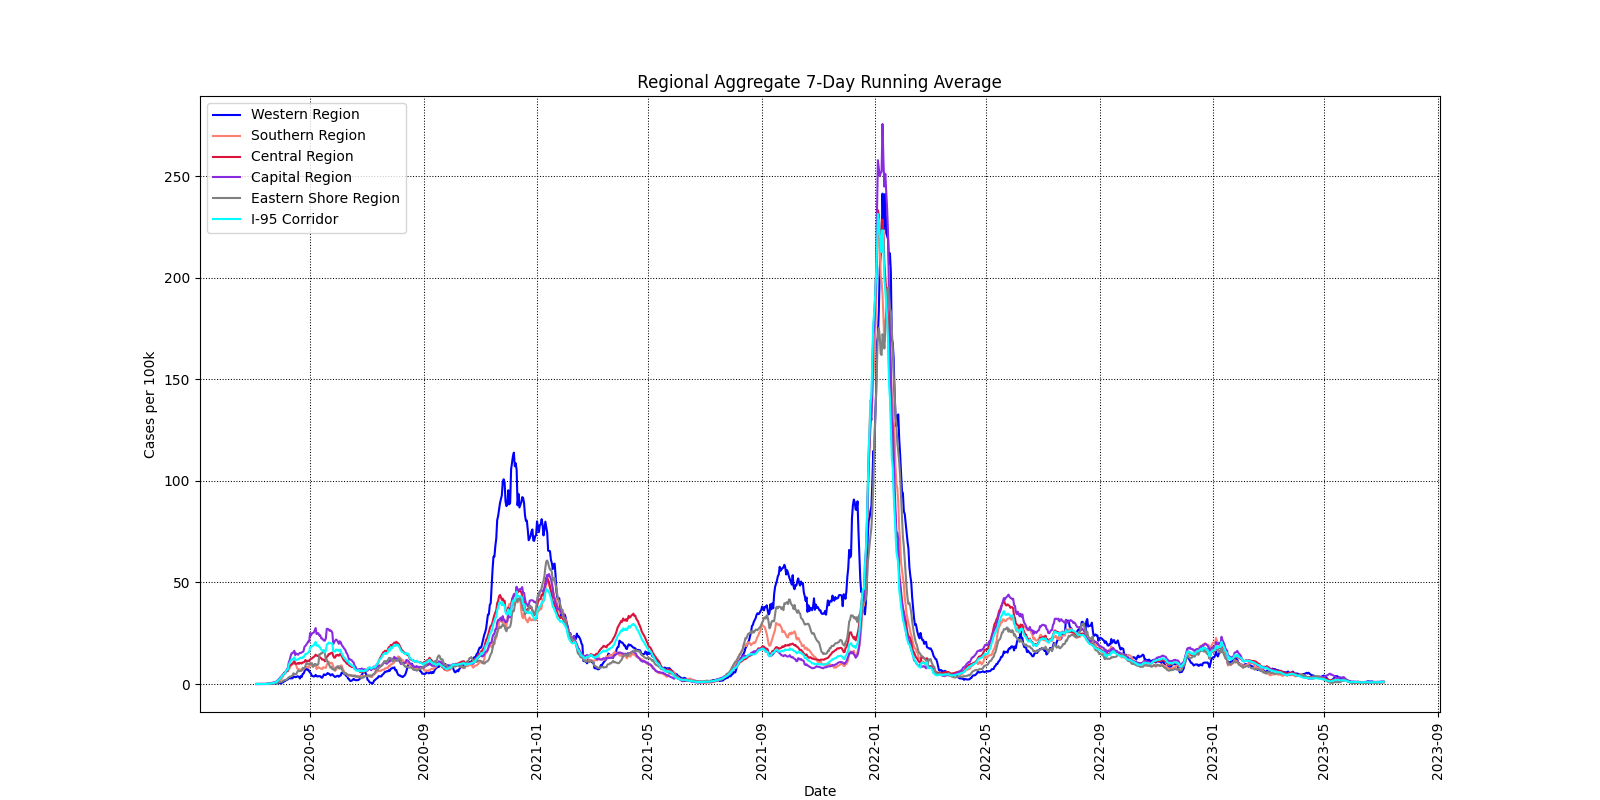 Regional Aggregate 7-Day Running Average
Western Region
Southern Region
Central Region
Capital Region
Eastern Shore Region
I-95 Corridor
Cases per 100k
250
200
150
100
50
0
2020-05
2020-09
2021-01
2021-05
2021-09
2022-01
2022-05
2022-09
2023-01
2023-05
2023-09
Date